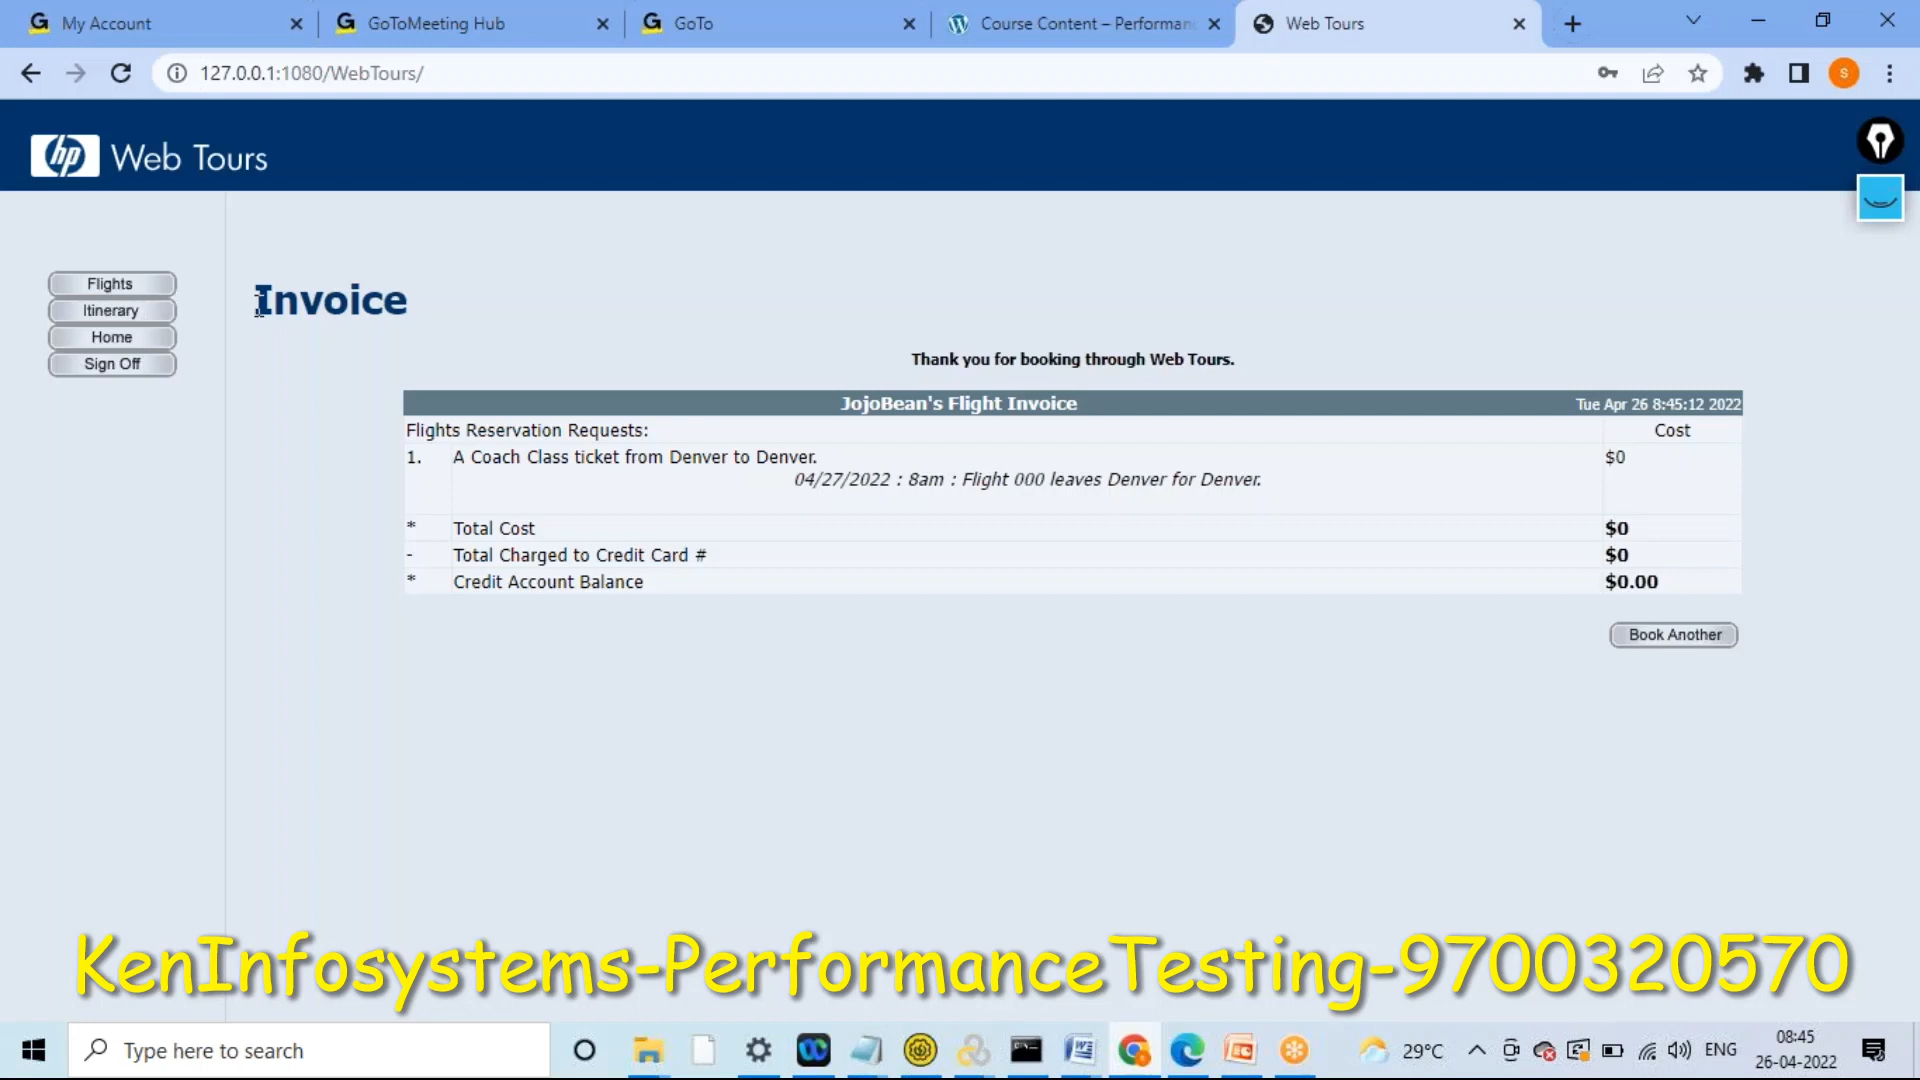 My Account
GoToMeeting Hub
GoTo
Course Content – Performan
Web Tours
127.0.0.1:1080/WebTours/
S
hp Web Tours
Flights
Itinerary
Home
Sign Off
Invoice
Thank you for booking through Web Tours.
JojoBean's Flight Invoice Tue Apr 26 8:45:12 2022
Flights Reservation Requests: Cost
1. A Coach Class ticket from Denver to Denver. $0
04/27/2022 : 8am : Flight 000 leaves Denver for Denver.
* Total Cost $0
- Total Charged to Credit Card # $0
* Credit Account Balance $0.00
Book Another
KenInfosystems-PerformanceTesting-9700320570
Type here to search
29°C
ENG
08:45
26-04-2022